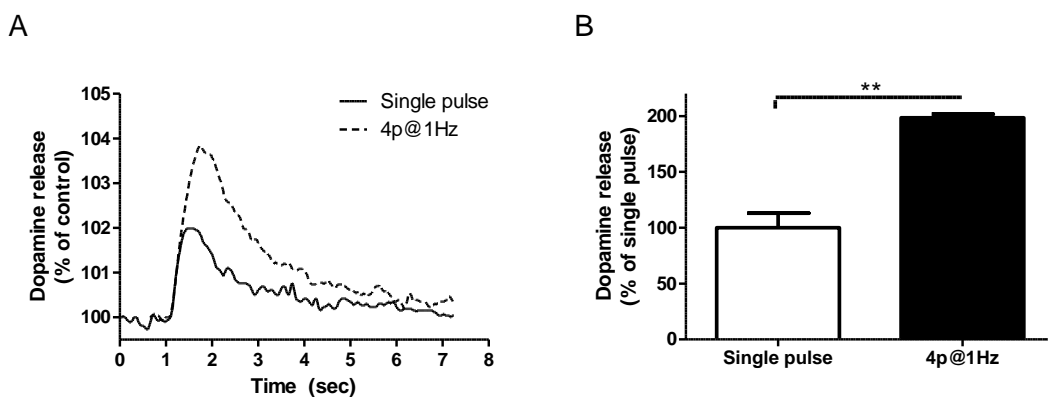 A
Dopamine release
(% of control)
105
104
103
102
101
100
0 1 2 3 4 5 6 7 8
Time (sec)
Single pulse
4p@1Hz
B
Dopamine release
(% of single pulse)
200
150
100
50
0
**
Single pulse 4p@1Hz